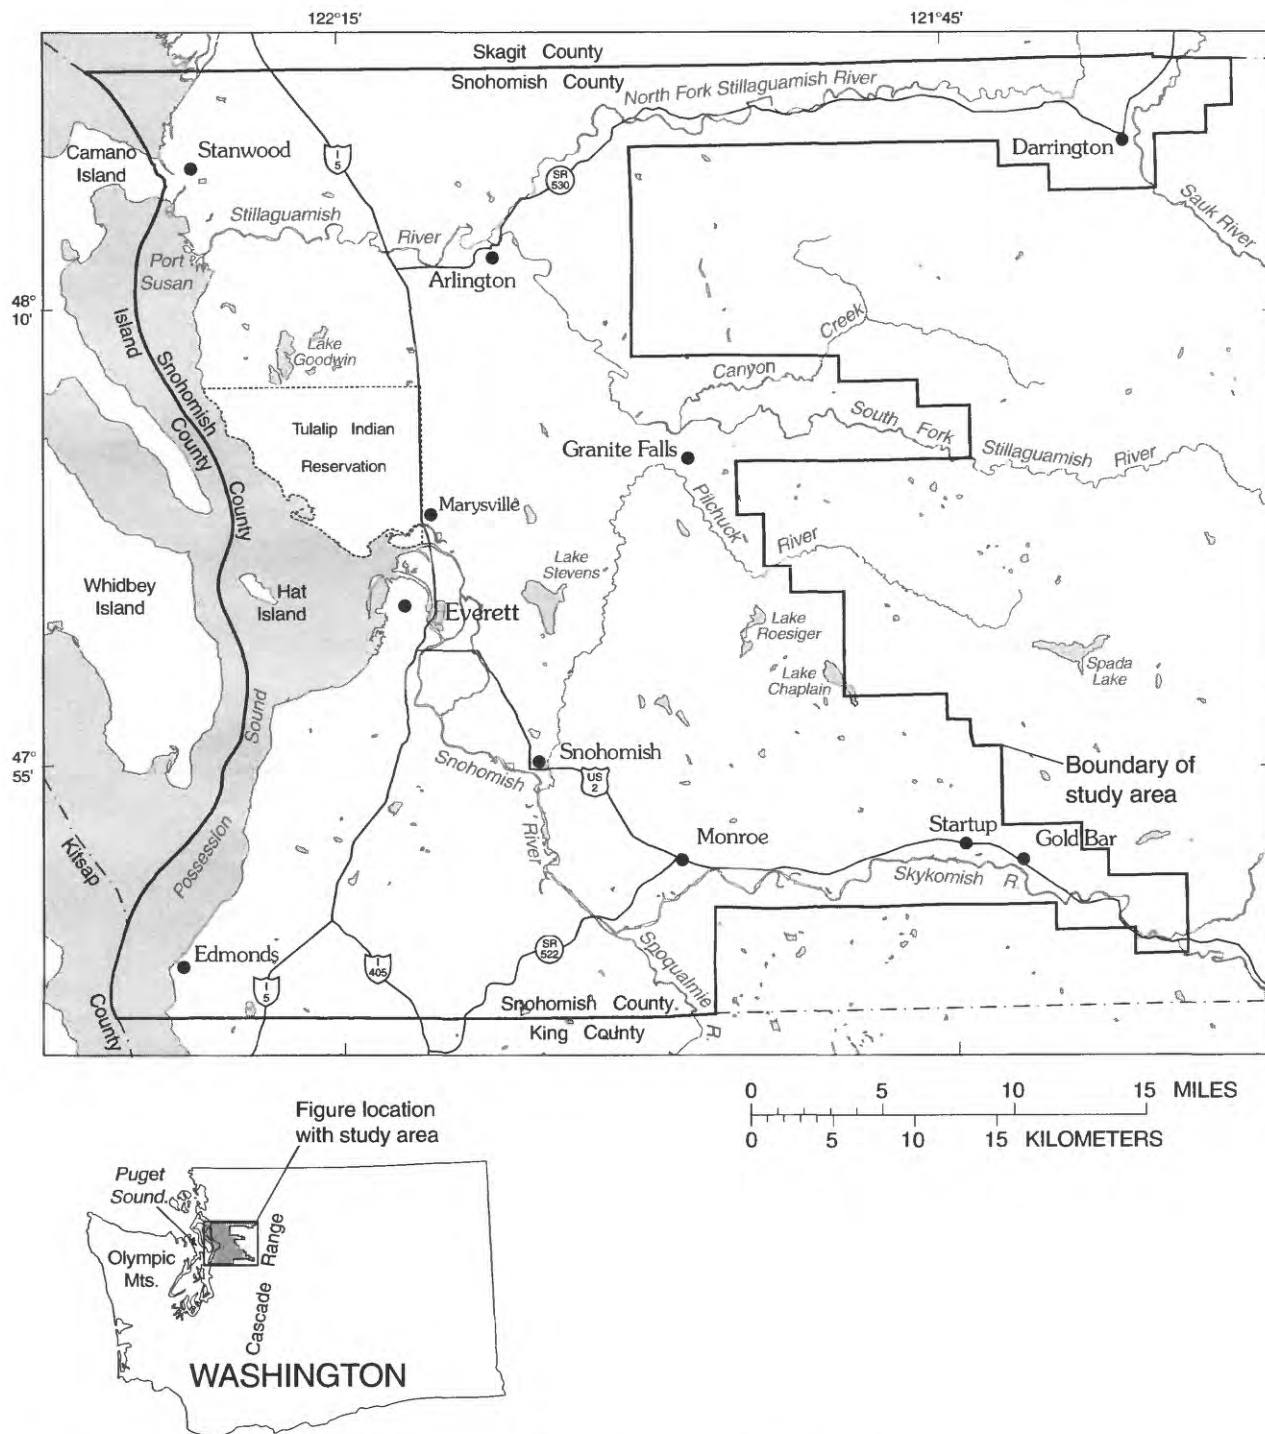 122°15'
121°45'
Skagit County
Snohomish County
North Fork Stillaguamish River
I
5
Camano
Island
Stanwood
Darrington
SR
530
Sauk River
Stillaguamish
River
Port
Susan
Arlington
48°
10'
Island
County
Snohomish
County
Lake
Goodwin
Canyon
Creek
South Fork
Stillaguamish River
Tulalip Indian
Reservation
Granite Falls
Marysville
Pilchuck
River
Lake
Stevens
Whidbey
Island
Hat
Island
Everett
Lake
Roesiger
Lake
Chaplain
Spada
Lake
Possession
Sound
47°
55'
Snohomish
Snohomish
River
US
2
Boundary of
study area
Kitsap
County
Monroe
Startup
Gold Bar
Skykomish R.
Edmonds
I
5
I
405
SR
522
Snoqualmie R.
Snohomish County
King County
0 5 10 15 MILES
0 5 10 15 KILOMETERS
Figure location
with study area
Puget
Sound
Olympic
Mts.
Cascade Range
WASHINGTON